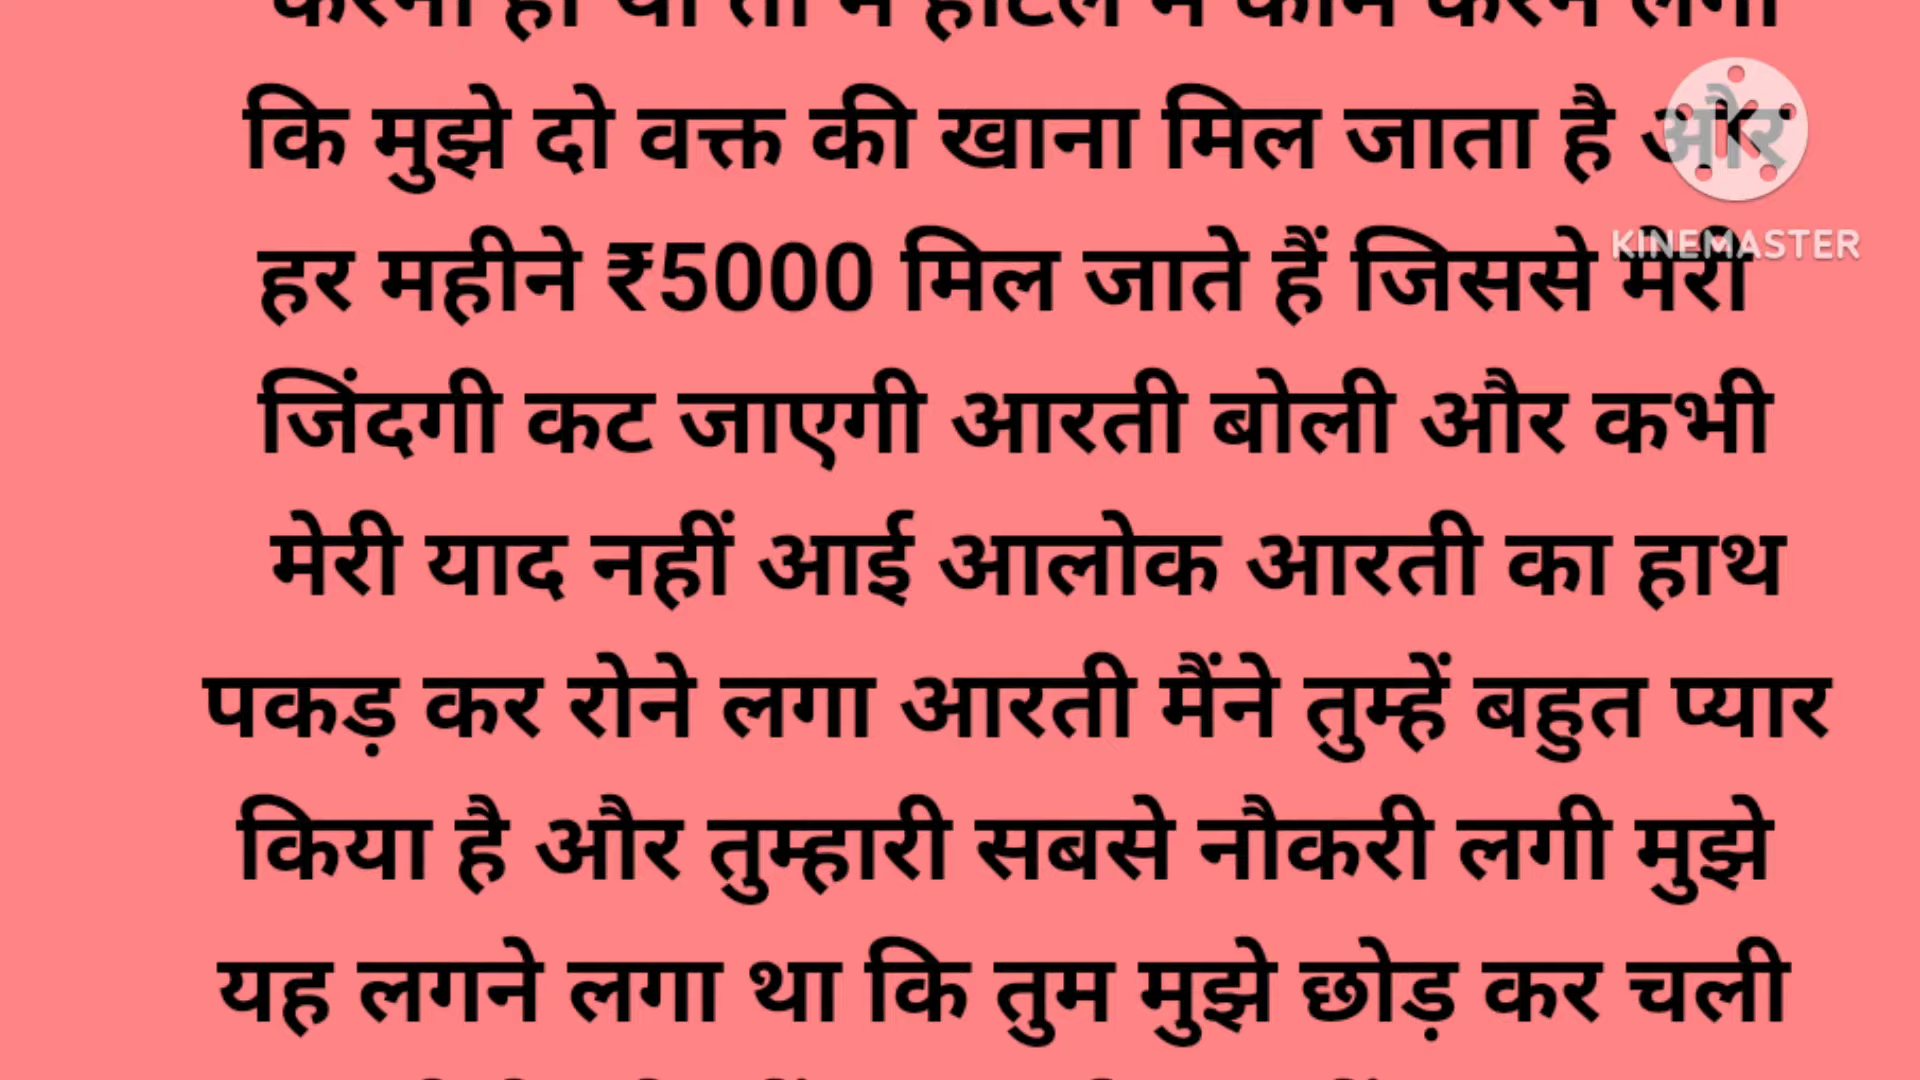 करना ही था तो मैं होटल में काम करने लगा
कि मुझे दो वक्त की खाना मिल जाता है और
हर महीने ₹5000 मिल जाते हैं जिससे मेरी
जिंदगी कट जाएगी आरती बोली और कभी
मेरी याद नहीं आई आलोक आरती का हाथ
पकड़ कर रोने लगा आरती मैंने तुम्हें बहुत प्यार
किया है और तुम्हारी सबसे नौकरी लगी मुझे
यह लगने लगा था कि तुम मुझे छोड़ कर चली
KINEMASTER